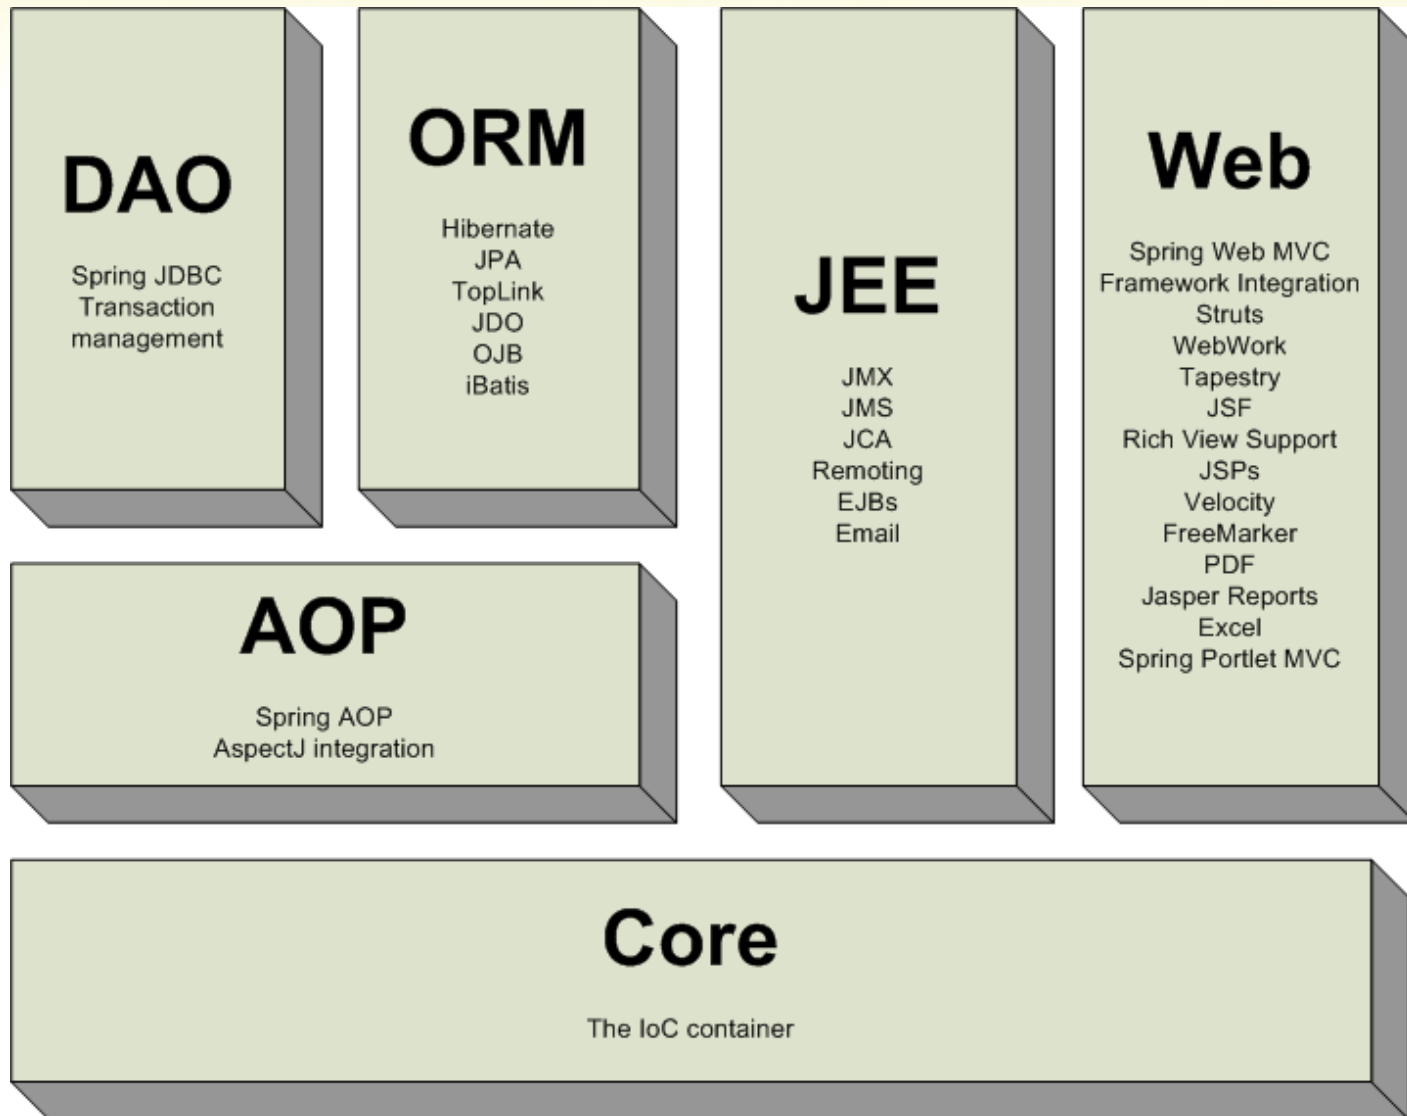 DAO
Spring JDBC
Transaction
management
ORM
Hibernate
JPA
TopLink
JDO
OJB
iBatis
JEE
JMX
JMS
JCA
Remoting
EJBs
Email
Web
Spring Web MVC
Framework Integration
Struts
WebWork
Tapestry
JSF
Rich View Support
JSPs
Velocity
FreeMarker
PDF
Jasper Reports
Excel
Spring Portlet MVC
AOP
Spring AOP
AspectJ integration
Core
The IoC container